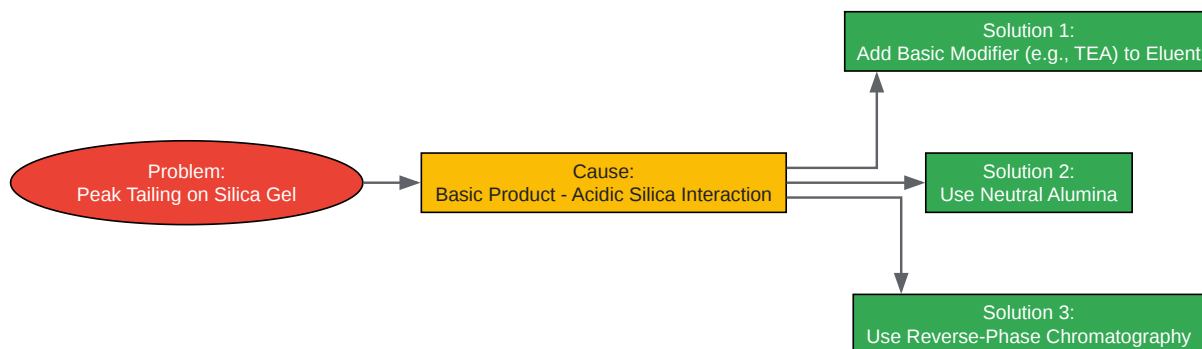 Problem:
Peak Tailing on Silica Gel
Cause:
Basic Product - Acidic Silica Interaction
Solution 1:
Add Basic Modifier (e.g., TEA) to Eluent
Solution 2:
Use Neutral Alumina
Solution 3:
Use Reverse-Phase Chromatography